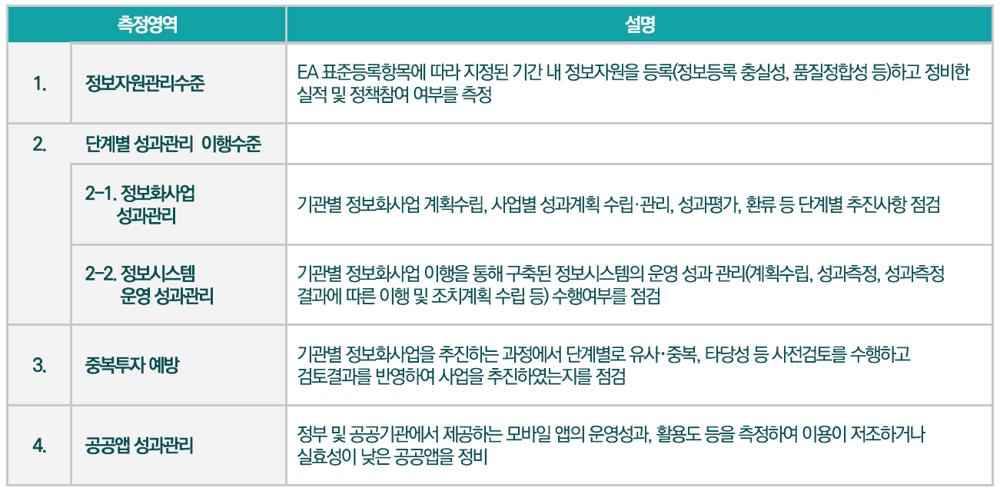 측정영역
설명
1.
정보자원관리수준
EA 표준등록항목에 따라 지정된 기간 내 정보자원을 등록(정보등록 충실성, 품질정합성 등)하고 정비한
실적 및 정책참여 여부를 측정
2.
단계별 성과관리 이행수준
2-1. 정보화사업
성과관리
기관별 정보화사업 계획수립, 사업별 성과계획 수립·관리, 성과평가, 환류 등 단계별 추진사항 점검
2-2. 정보시스템
운영 성과관리
기관별 정보화사업 이행을 통해 구축된 정보시스템의 운영 성과 관리(계획수립, 성과측정, 성과측정
결과에 따른 이행 및 조치계획 수립 등) 수행여부를 점검
3.
중복투자 예방
기관별 정보화사업을 추진하는 과정에서 단계별로 유사·중복, 타당성 등 사전검토를 수행하고
검토결과를 반영하여 사업을 추진하였는지를 점검
4.
공공앱 성과관리
정부 및 공공기관에서 제공하는 모바일 앱의 운영성과, 활용도 등을 측정하여 이용이 저조하거나
실효성이 낮은 공공앱을 정비